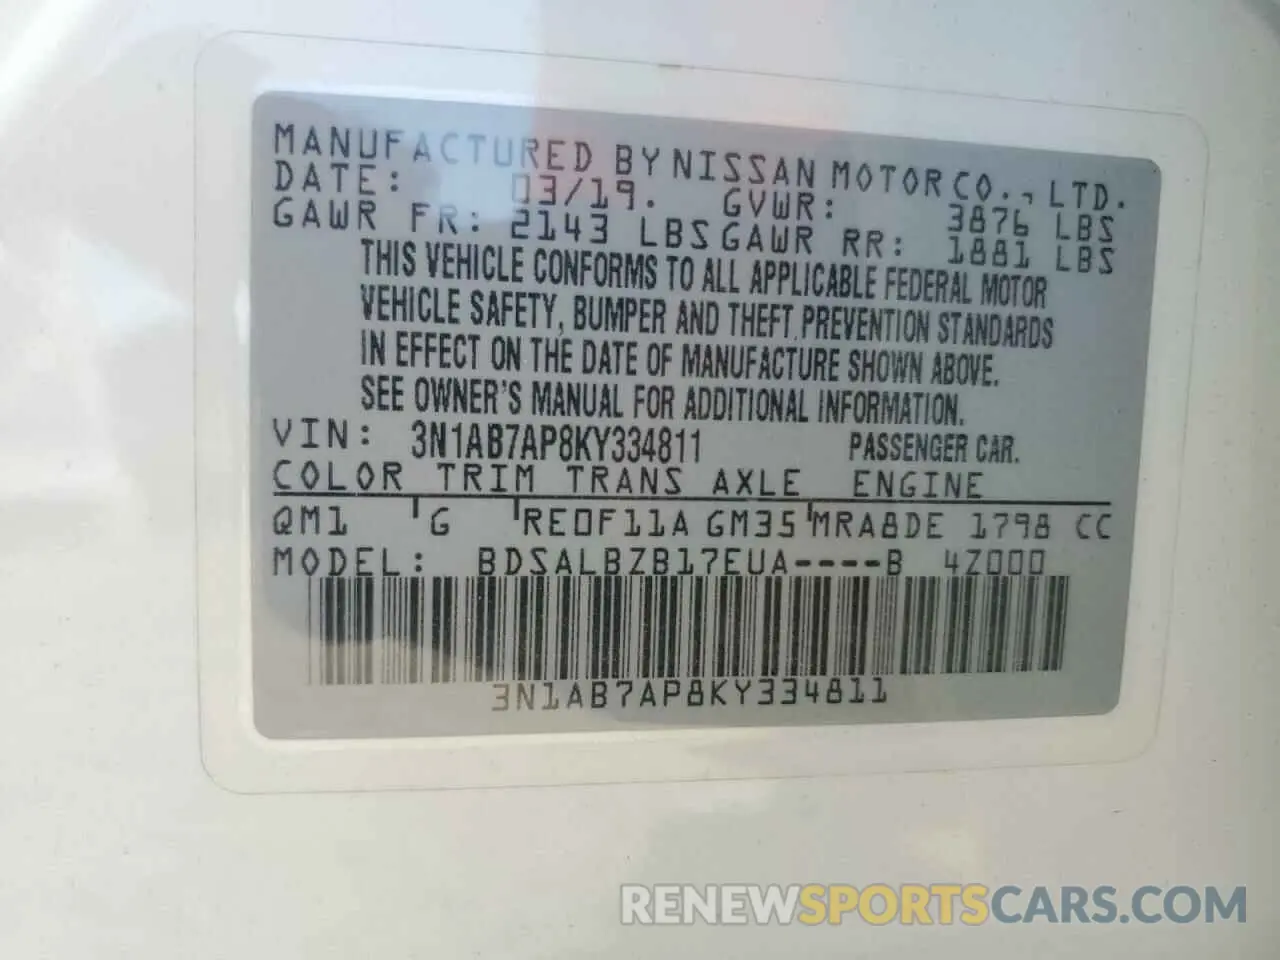 MANUFACTURED BY NISSAN MOTOR CO., LTD.
DATE: 03/19. GVWR: 3876 LBS
GAWR FR: 2143 LBS GAWR RR: 1881 LBS
THIS VEHICLE CONFORMS TO ALL APPLICABLE FEDERAL MOTOR
VEHICLE SAFETY, BUMPER AND THEFT PREVENTION STANDARDS
IN EFFECT ON THE DATE OF MANUFACTURE SHOWN ABOVE.
SEE OWNER'S MANUAL FOR ADDITIONAL INFORMATION.
VIN: 3N1AB7AP8KY334811 PASSENGER CAR.
COLOR TRIM TRANS AXLE ENGINE
QM1 G RE0F11A GM35 MRA8DE 1798 CC
MODEL: BDSALBZB17EUA----B 4Z000
3N1AB7AP8KY334811
RENEWSPORTSCARS.COM